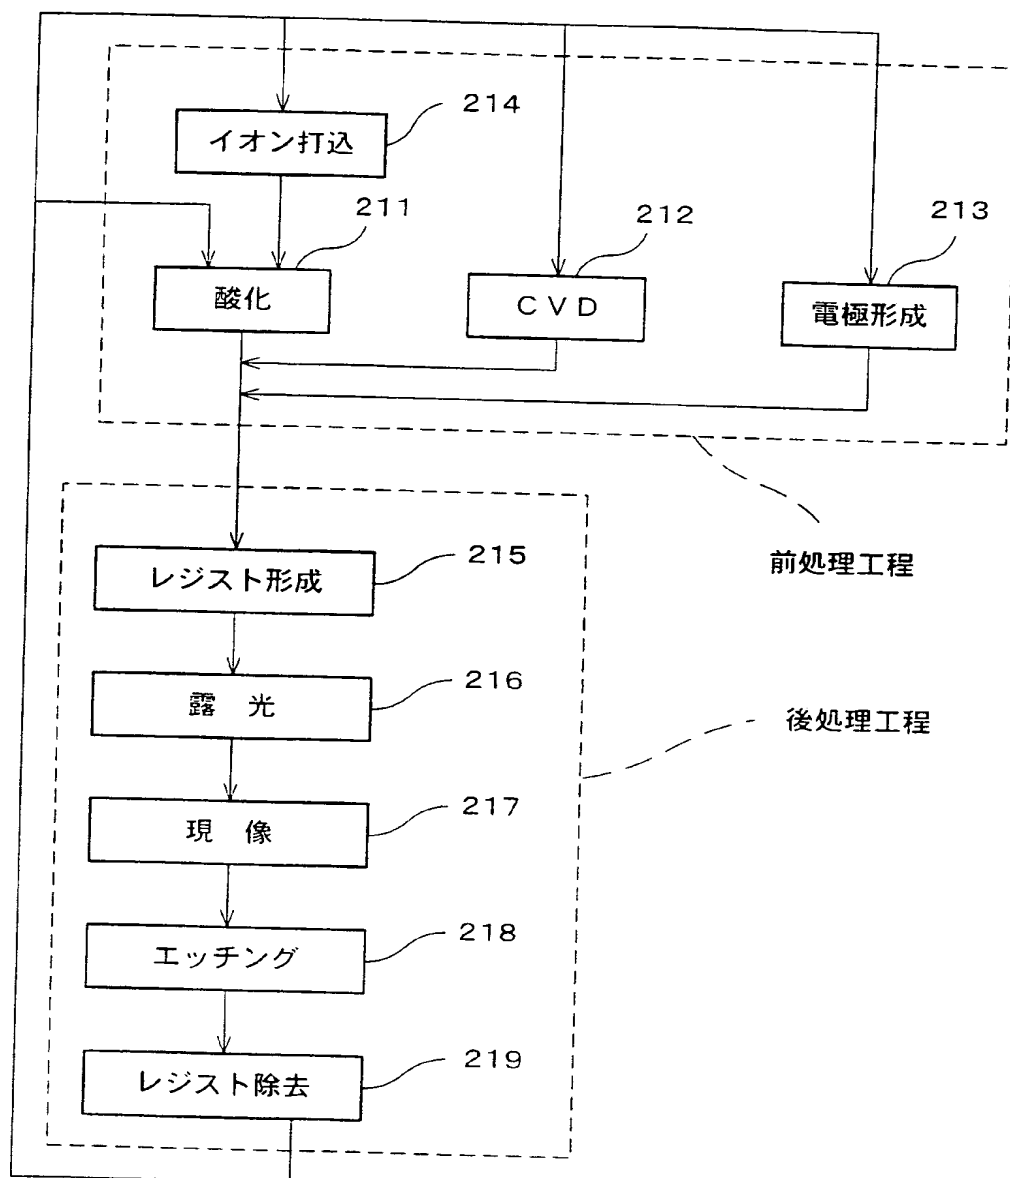 214
イオン打込
211
212
213
酸化
CVD
電極形成
215
レジスト形成
前処理工程
216
露 光
後処理工程
217
現 像
218
エッチング
219
レジスト除去